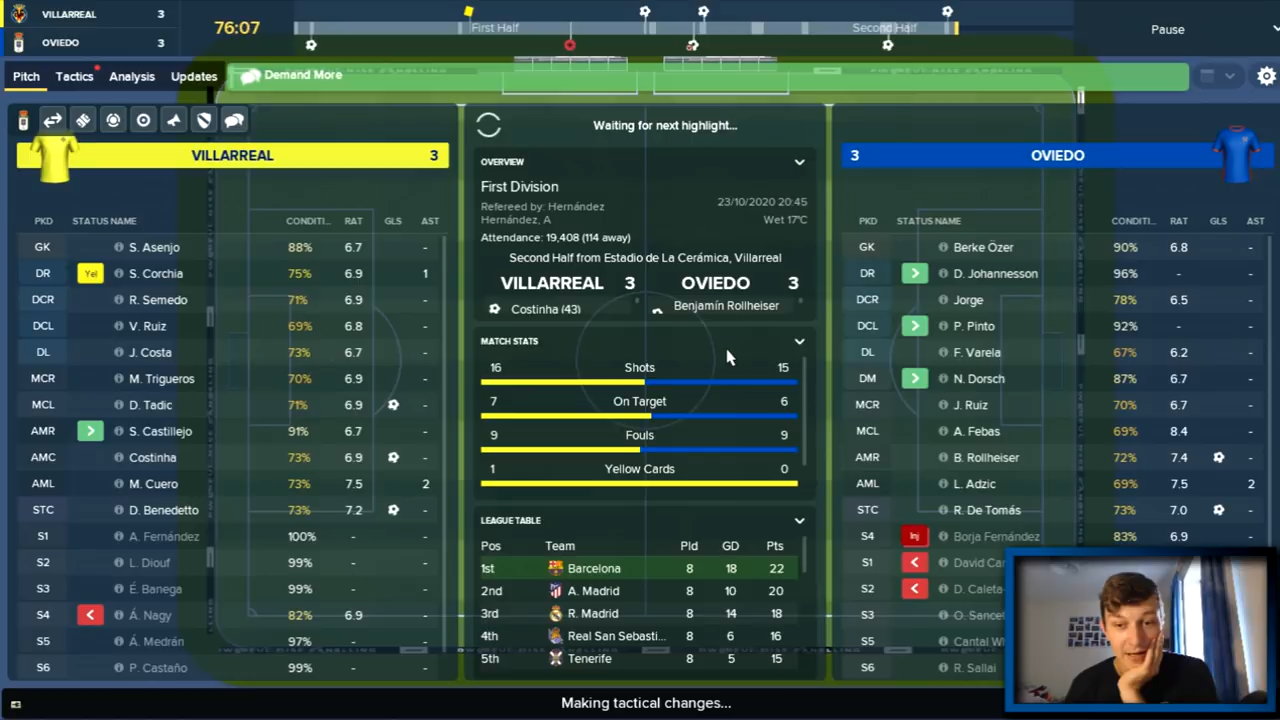 VILLARREAL 3
OVIEDO 3
76:07
First Half
Second Half
Pause
Pitch Tactics Analysis Updates
Demand More
VILLARREAL 3
Waiting for next highlight...
3 OVIEDO
OVERVIEW
First Division
Refereed by: Hernández Hernández, A
23/10/2020 20:45
Wet 17°C
Attendance: 19,408 (114 away)
Second Half from Estadio de La Cerámica, Villarreal
VILLARREAL 3 OVIEDO 3
Costinha (43) Benjamín Rollheiser
MATCH STATS
16 Shots 15
7 On Target 6
9 Fouls 9
1 Yellow Cards 0
LEAGUE TABLE
Pos Team Pld GD Pts
1st Barcelona 8 18 22
2nd A. Madrid 8 10 20
3rd R. Madrid 8 14 18
4th Real San Sebasti... 8 6 16
5th Tenerife 8 5 15
PKD STATUS NAME CONDITI... RAT GLS AST
GK S. Asenjo 88% 6.7 - -
DR Yel S. Corchia 75% 6.9 - 1
DCR R. Semedo 71% 6.9 - -
DCL V. Ruiz 69% 6.8 - -
DL J. Costa 73% 6.7 - -
MCR M. Trigueros 70% 6.9 - -
MCL D. Tadic 71% 6.9 -
AMR S. Castillejo 91% 6.7 - -
AMC Costinha 73% 6.9 -
AML M. Cuero 73% 7.5 - 2
STC D. Benedetto 73% 7.2 -
S1 A. Fernández 100% - - -
S2 L. Diouf 99% - - -
S3 É. Banega 99% - - -
S4 Á. Nagy 82% 6.9 - -
S5 Á. Medrán 97% - - -
S6 P. Castaño 99% - - -
PKD STATUS NAME CONDITI... RAT GLS AST
GK Berke Özer 90% 6.8 - -
DR D. Johannesson 96% - - -
DCR Jorge 78% 6.5 - -
DCL P. Pinto 92% - - -
DL F. Varela 67% 6.2 - -
DM N. Dorsch 87% 6.7 - -
MCR J. Ruiz 70% 6.7 - -
MCL A. Febas 69% 8.4 - -
AMR B. Rollheiser 72% 7.4 -
AML L. Adzic 69% 7.5 - 2
STC R. De Tomás 73% 7.0 -
S4 Inj Borja Fernández 83% 6.9 - -
S1 David Car
S2 D. Caleta-
S3 O. Sancet
S5 Cantal Wh
S6 R. Sallai
Making tactical changes...